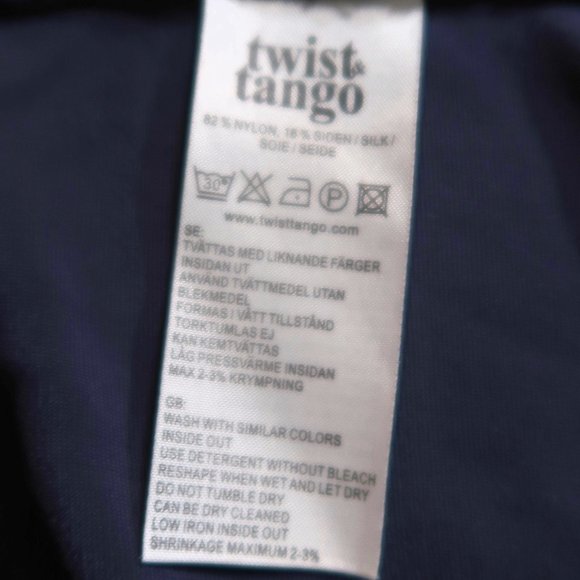 twist &
tango
82 % NYLON, 18 % SIDEN / SILK /
SOIE / SEIDE
30°
P
www.twisttango.com
SE:
TVÄTTAS MED LIKNANDE FÄRGER
INSIDAN UT
ANVÄND TVÄTTMEDEL UTAN
BLEKMEDEL
FORMAS I VÅTT TILLSTÅND
TORKTUMLAS EJ
KAN KEMTVÄTTAS
LÅG PRESSVÄRME INSIDAN
MAX 2-3% KRYMPNING
GB:
WASH WITH SIMILAR COLORS
INSIDE OUT
USE DETERGENT WITHOUT BLEACH
RESHAPE WHEN WET AND LET DRY
DO NOT TUMBLE DRY
CAN BE DRY CLEANED
LOW IRON INSIDE OUT
SHRINKAGE MAXIMUM 2-3%